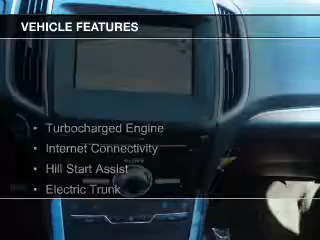 VEHICLE FEATURES
• Turbocharged Engine
• Internet Connectivity
• Hill Start Assist
• Electric Trunk